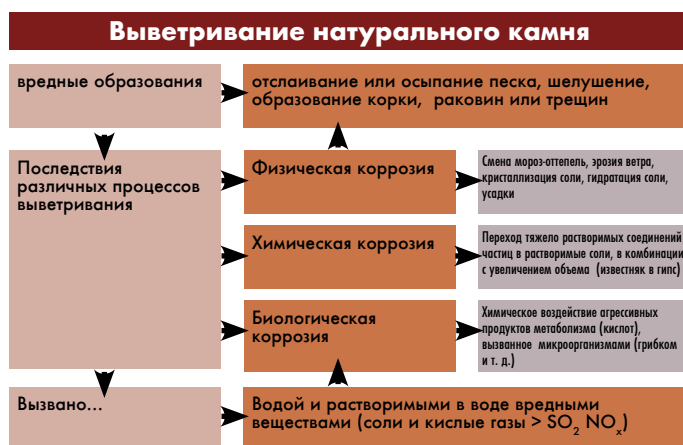 Выветривание натурального камня
вредные образования
отслаивание или осыпание песка, шелушение,
образование корки, раковин или трещин
Последствия
различных процессов
выветривания
Физическая коррозия
Смена мороз-оттепель, эрозия ветра,
кристаллизация соли, гидратация соли,
усадки
Химическая коррозия
Переход тяжело растворимых соединений
частиц в растворимые соли, в комбинации
с увеличением объема (известняк в гипс)
Биологическая
коррозия
Химическое воздействие агрессивных
продуктов метаболизма (кислот),
вызванное микроорганизмами (грибком
и т. д.)
Вызвано...
Водой и растворимыми в воде вредными
веществами (соли и кислые газы > SO₂ NOₓ)